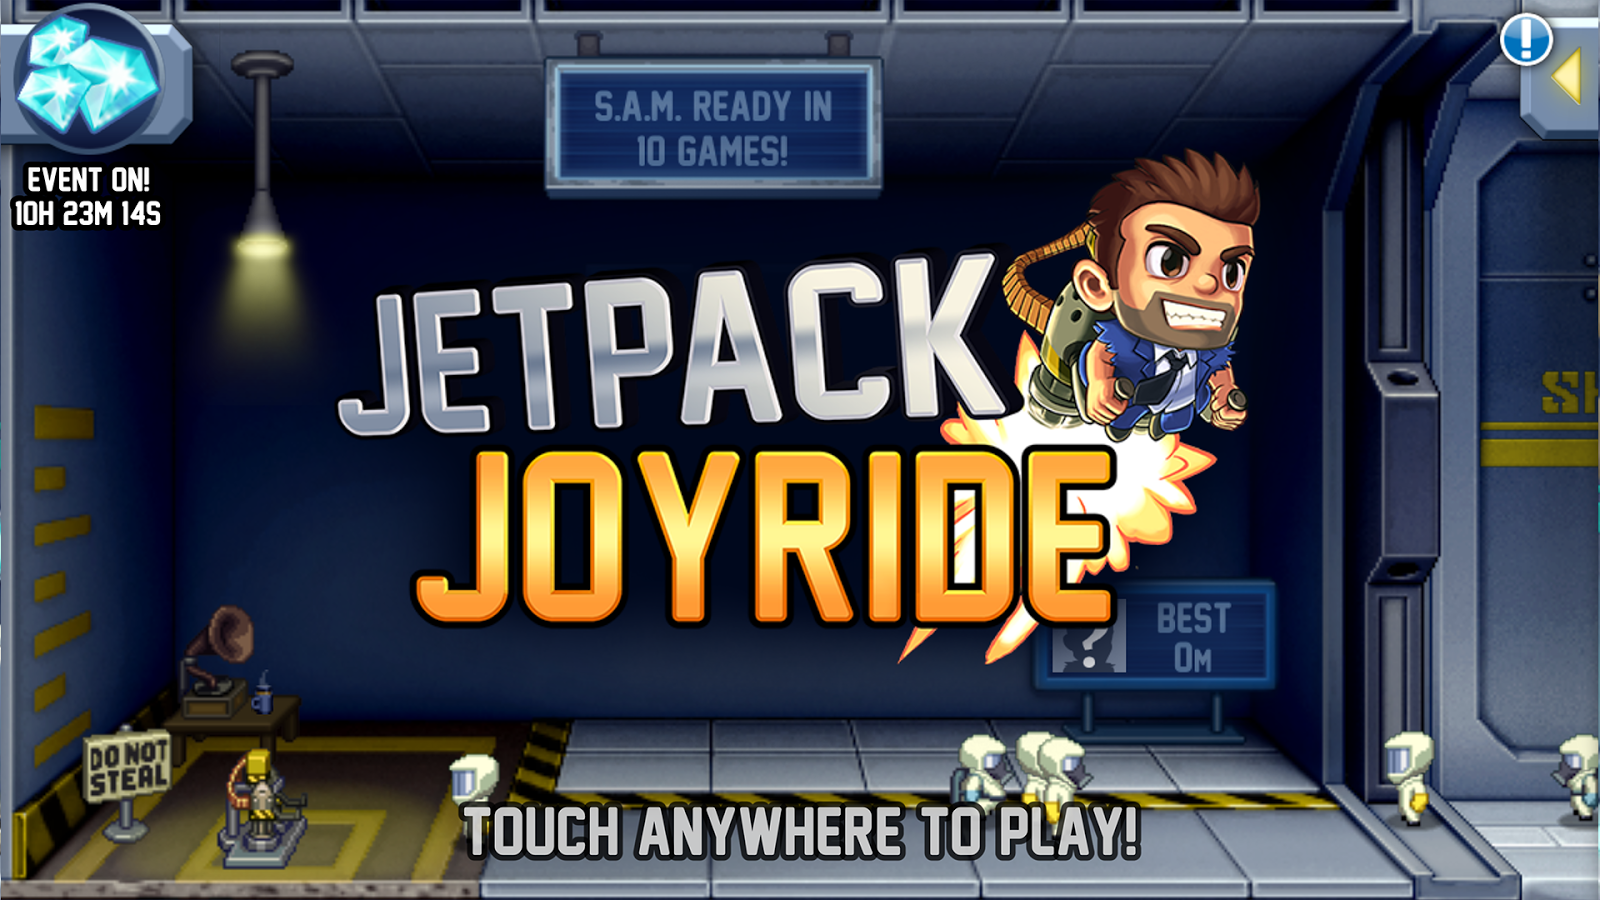 S.A.M. READY IN
10 GAMES!
EVENT ON!
10H 23M 14S
JETPACK
JOYRIDE
BEST
0M
DO NOT
STEAL
TOUCH ANYWHERE TO PLAY!